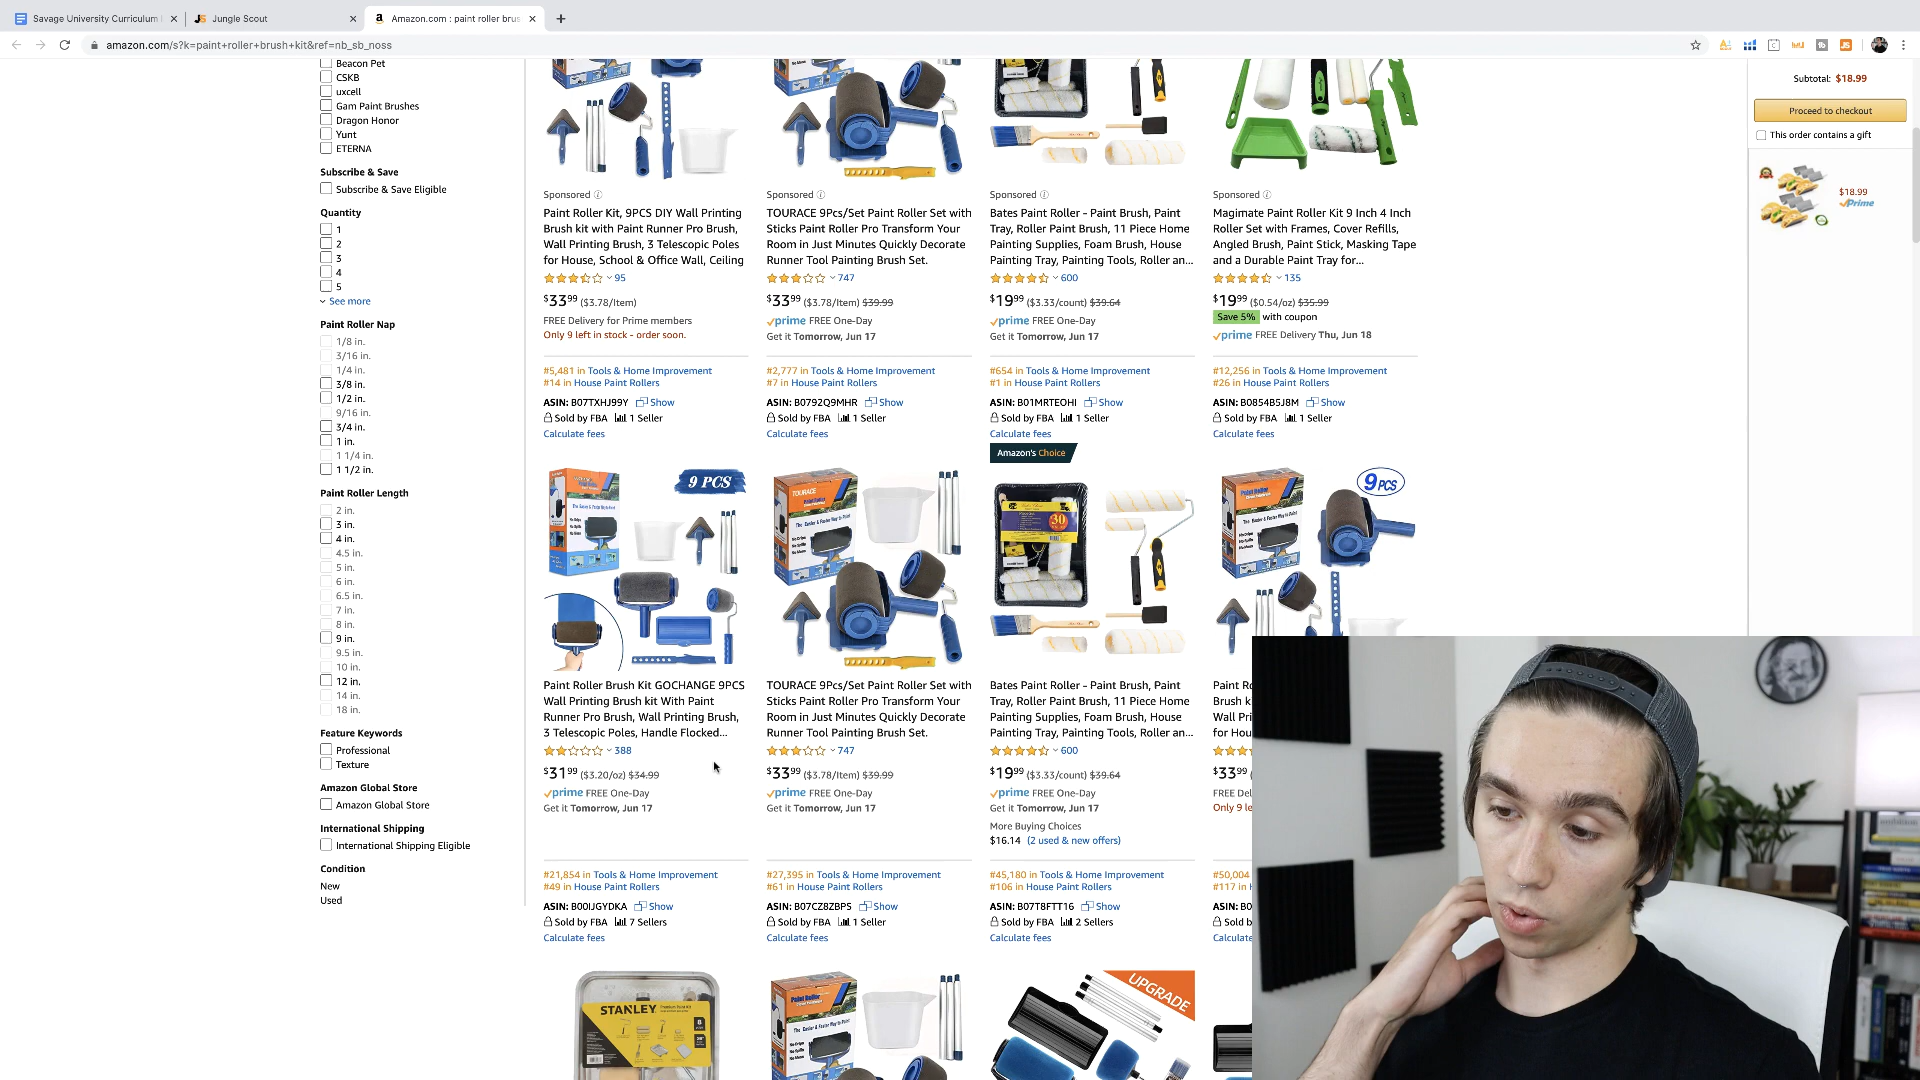 Savage University Curriculum
Jungle Scout
Amazon.com : paint roller brus
amazon.com/s?k=paint+roller+brush+kit&ref=nb_sb_noss
Beacon Pet
CSKB
uxcell
Gam Paint Brushes
Dragon Honor
Yunt
ETERNA
Subscribe & Save
Subscribe & Save Eligible
Quantity
1
2
3
4
5
See more
Paint Roller Nap
1/8 in.
3/16 in.
1/4 in.
3/8 in.
1/2 in.
9/16 in.
3/4 in.
1 in.
1 1/4 in.
1 1/2 in.
Paint Roller Length
2 in.
3 in.
4 in.
4.5 in.
5 in.
6 in.
6.5 in.
7 in.
8 in.
9 in.
9.5 in.
10 in.
12 in.
14 in.
18 in.
Feature Keywords
Professional
Texture
Amazon Global Store
Amazon Global Store
International Shipping
International Shipping Eligible
Condition
New
Used
Sponsored
Paint Roller Kit, 9PCS DIY Wall Printing
Brush kit with Paint Runner Pro Brush,
Wall Printing Brush, 3 Telescopic Poles
for House, School & Office Wall, Ceiling
95
$33 99 ($3.78/Item)
FREE Delivery for Prime members
Only 9 left in stock - order soon.
#5,481 in Tools & Home Improvement
#14 in House Paint Rollers
ASIN: B07TXHJ99Y Show
Sold by FBA 1 Seller
Calculate fees
Sponsored
TOURACE 9Pcs/Set Paint Roller Set with
Sticks Paint Roller Pro Transform Your
Room in Just Minutes Quickly Decorate
Runner Tool Painting Brush Set.
747
$33 99 ($3.78/Item) $39.99
prime FREE One-Day
Get it Tomorrow, Jun 17
#2,777 in Tools & Home Improvement
#7 in House Paint Rollers
ASIN: B0792Q9MHR Show
Sold by FBA 1 Seller
Calculate fees
Sponsored
Bates Paint Roller - Paint Brush, Paint
Tray, Roller Paint Brush, 11 Piece Home
Painting Supplies, Foam Brush, House
Painting Tray, Painting Tools, Roller an...
600
$19 99 ($3.33/count) $39.64
prime FREE One-Day
Get it Tomorrow, Jun 17
#654 in Tools & Home Improvement
#1 in House Paint Rollers
ASIN: B01MRTEOHI Show
Sold by FBA 1 Seller
Calculate fees
Sponsored
Magimate Paint Roller Kit 9 Inch 4 Inch
Roller Set with Frames, Cover Refills,
Angled Brush, Paint Stick, Masking Tape
and a Durable Paint Tray for...
135
$19 99 ($0.54/oz) $35.99
Save 5% with coupon
prime FREE Delivery Thu, Jun 18
#12,256 in Tools & Home Improvement
#26 in House Paint Rollers
ASIN: B0854B5J8M Show
Sold by FBA 1 Seller
Calculate fees
9 PCS
Paint Roller Brush Kit GOCHANGE 9PCS
Wall Printing Brush kit With Paint
Runner Pro Brush, Wall Printing Brush,
3 Telescopic Poles, Handle Flocked...
388
$31 99 ($3.20/oz) $34.99
prime FREE One-Day
Get it Tomorrow, Jun 17
#21,854 in Tools & Home Improvement
#49 in House Paint Rollers
ASIN: B00IJGYDKA Show
Sold by FBA 7 Sellers
Calculate fees
TOURACE
TOURACE 9Pcs/Set Paint Roller Set with
Sticks Paint Roller Pro Transform Your
Room in Just Minutes Quickly Decorate
Runner Tool Painting Brush Set.
747
$33 99 ($3.78/Item) $39.99
prime FREE One-Day
Get it Tomorrow, Jun 17
#27,395 in Tools & Home Improvement
#61 in House Paint Rollers
ASIN: B07CZ8ZBPS Show
Sold by FBA 1 Seller
Calculate fees
Amazon's Choice
30
Bates Paint Roller - Paint Brush, Paint
Tray, Roller Paint Brush, 11 Piece Home
Painting Supplies, Foam Brush, House
Painting Tray, Painting Tools, Roller an...
600
$19 99 ($3.33/count) $39.64
prime FREE One-Day
Get it Tomorrow, Jun 17
More Buying Choices
$16.14 (2 used & new offers)
#45,180 in Tools & Home Improvement
#106 in House Paint Rollers
ASIN: B07T8FTT16 Show
Sold by FBA 2 Sellers
Calculate fees
Paint Roller
9 PCS
Paint Ro
Brush k
Wall Pri
for Hou
$33 99
FREE Del
Only 9 le
#50,004
#117 in H
ASIN: B0
Sold b
Calculate
STANLEY
Paint Roller
UPGRADE
Subtotal: $18.99
Proceed to checkout
This order contains a gift
$18.99
Prime